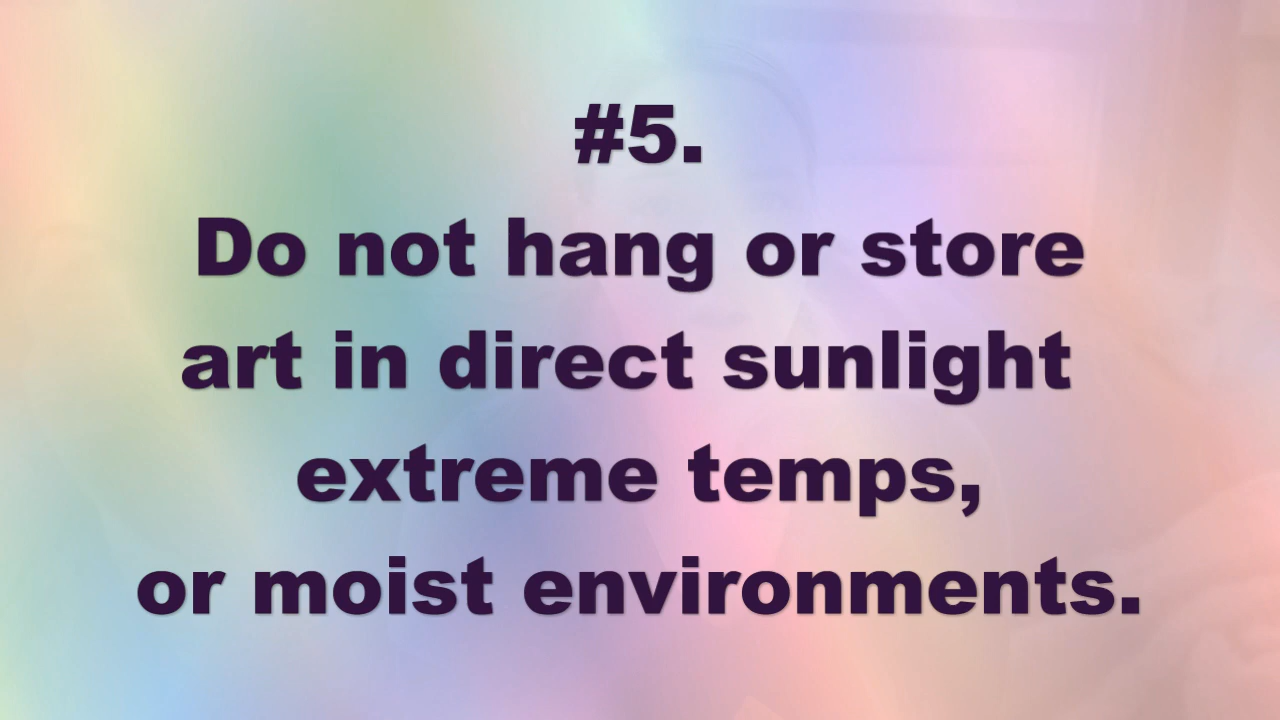 #5.
Do not hang or store
art in direct sunlight
extreme temps,
or moist environments.